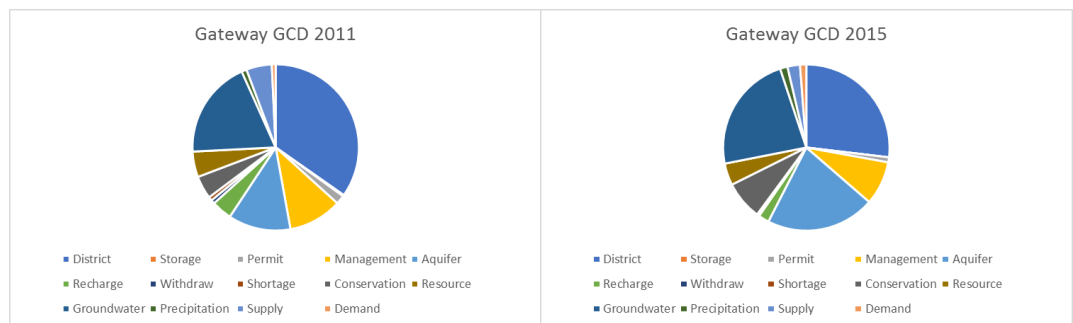 Gateway GCD 2011
District Storage Permit Management Aquifer
Recharge Withdraw Shortage Conservation Resource
Groundwater Precipitation Supply Demand
Gateway GCD 2015
District Storage Permit Management Aquifer
Recharge Withdraw Shortage Conservation Resource
Groundwater Precipitation Supply Demand